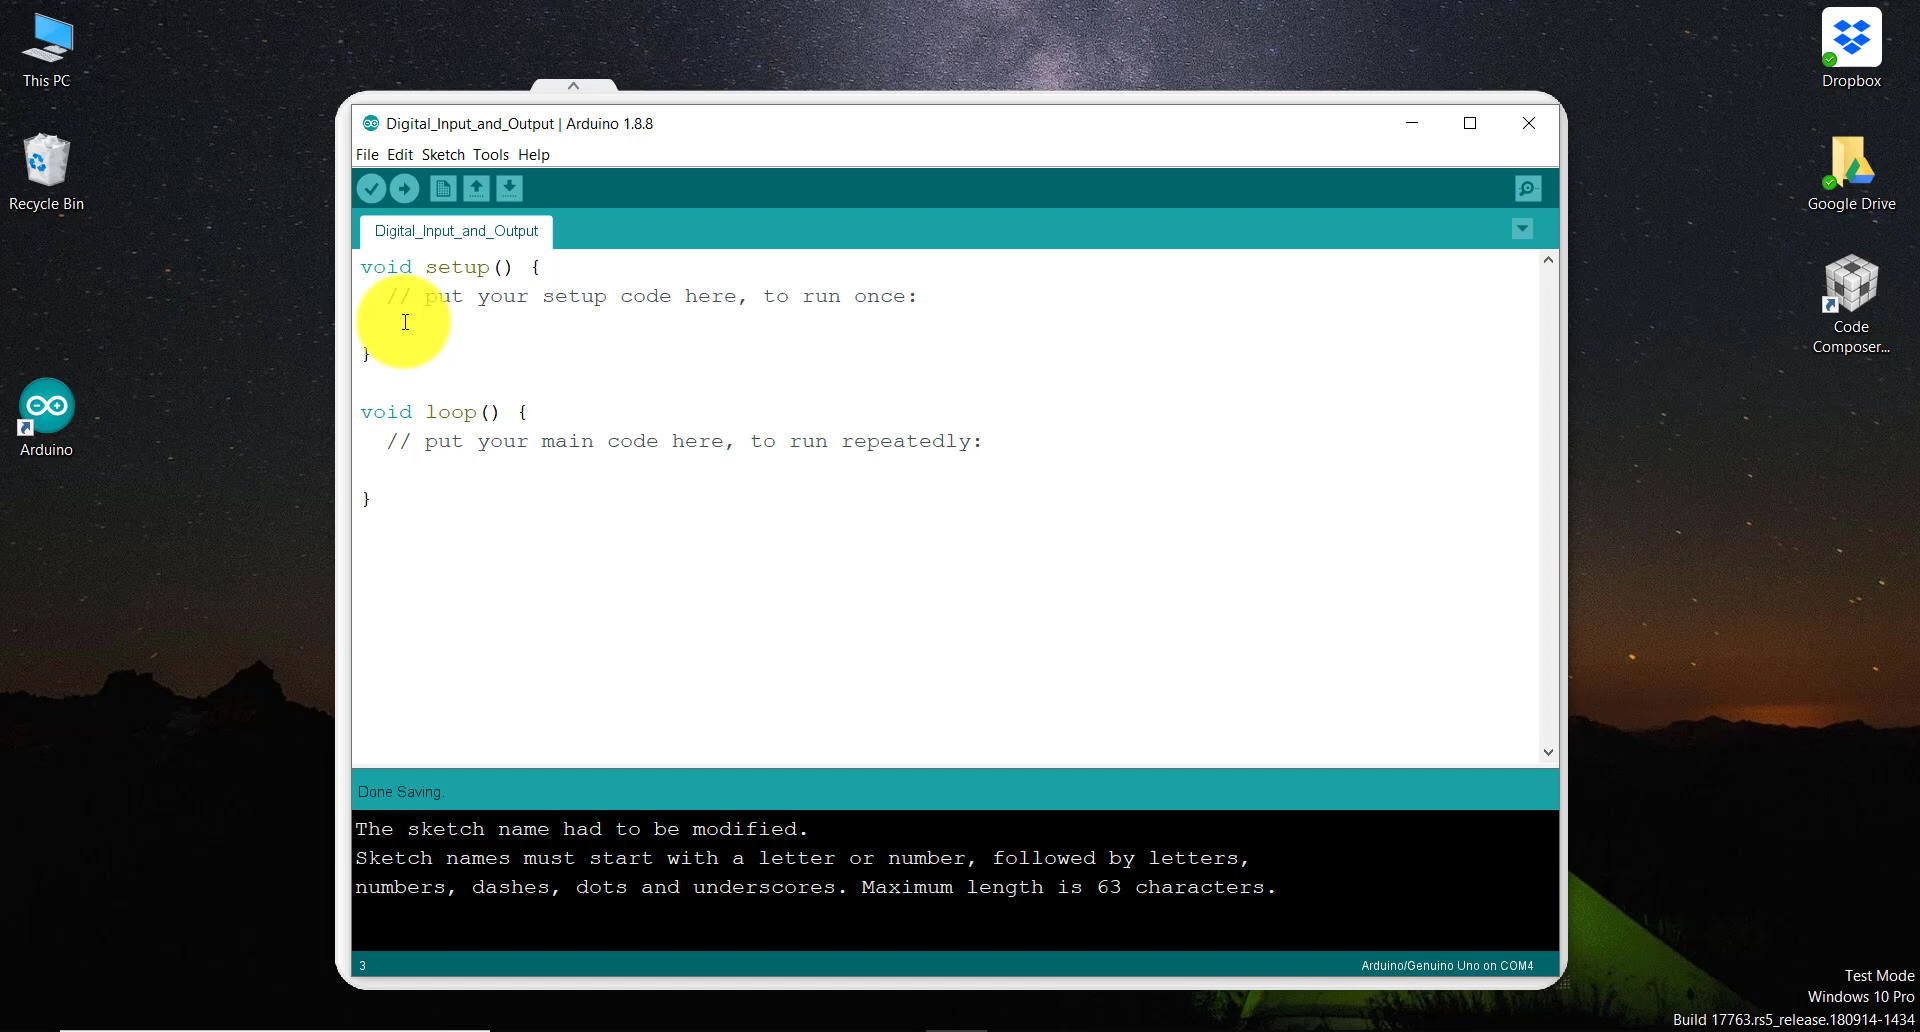 This PC
Recycle Bin
Arduino
Dropbox
Google Drive
Code
Composer...
Digital_Input_and_Output | Arduino 1.8.8
File Edit Sketch Tools Help
Digital_Input_and_Output
void setup() {
// put your setup code here, to run once:
}
void loop() {
// put your main code here, to run repeatedly:
}
Done Saving.
The sketch name had to be modified.
Sketch names must start with a letter or number, followed by letters,
numbers, dashes, dots and underscores. Maximum length is 63 characters.
3
Arduino/Genuino Uno on COM4
Test Mode
Windows 10 Pro
Build 17763.rs5_release.180914-1434